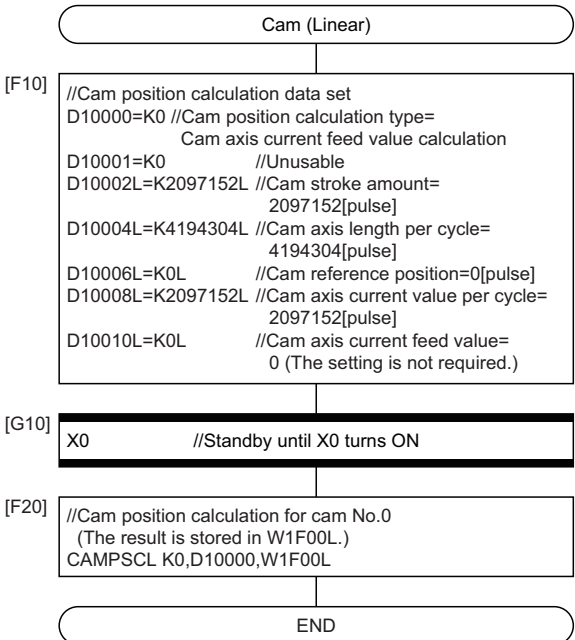 Cam (Linear)
[F10]
//Cam position calculation data set
D10000=K0 //Cam position calculation type=
Cam axis current feed value calculation
D10001=K0 //Unusable
D10002L=K2097152L //Cam stroke amount=
2097152[pulse]
D10004L=K4194304L //Cam axis length per cycle=
4194304[pulse]
D10006L=K0L //Cam reference position=0[pulse]
D10008L=K2097152L //Cam axis current value per cycle=
2097152[pulse]
D10010L=K0L //Cam axis current feed value=
0 (The setting is not required.)
[G10]
X0 //Standby until X0 turns ON
[F20]
//Cam position calculation for cam No.0
(The result is stored in W1F00L.)
CAMPSCL K0,D10000,W1F00L
END